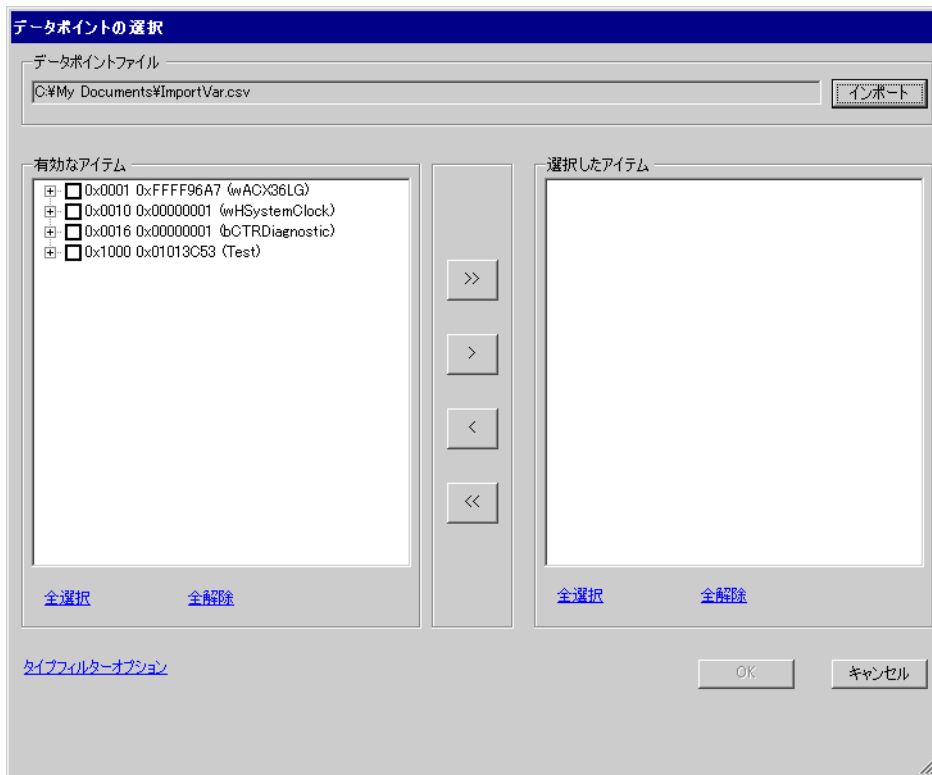 データポイントの選択
データポイントファイル
C:¥My Documents¥ImportVar.csv
インポート
有効なアイテム
0x0001 0xFFFF96A7 (wACX36LG)
0x0010 0x00000001 (wHSystemClock)
0x0016 0x00000001 (bCTRDiagnostic)
0x1000 0x01013C53 (Test)
全選択
全解除
>>
>
<
<<
選択したアイテム
全選択
全解除
タイプフィルターオプション
OK
キャンセル